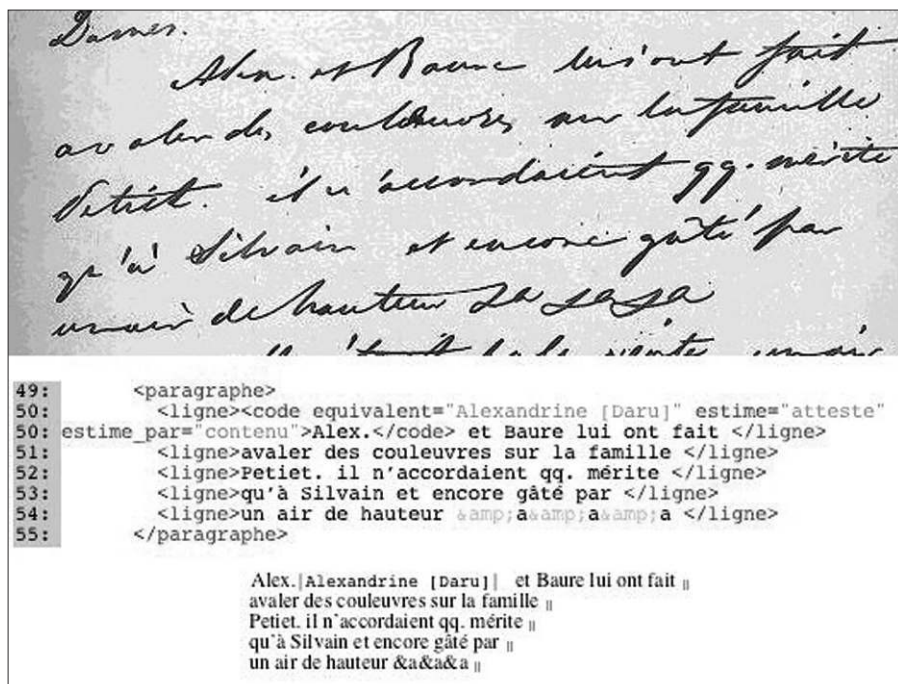 Dames.
Alex. et Baure lui ont fait
avaler des couleuvres sur la famille
Petiet. il n'accordaient qq. mérite
qu'à Silvain et encore gâté par
un air de hauteur &a &a &a
49: <paragraphe>
50: <ligne><code equivalent="Alexandrine [Daru]" estime="atteste"
50: estime_par="contenu">Alex.</code> et Baure lui ont fait </ligne>
51: <ligne>avaler des couleuvres sur la famille </ligne>
52: <ligne>Petiet. il n’accordaient qq. mérite </ligne>
53: <ligne>qu’à Silvain et encore gâté par </ligne>
54: <ligne>un air de hauteur &amp;a&amp;a&amp;a </ligne>
55: </paragraphe>
Alex.|Alexandrine [Daru]| et Baure lui ont fait ||
avaler des couleuvres sur la famille ||
Petiet. il n’accordaient qq. mérite ||
qu’à Silvain et encore gâté par ||
un air de hauteur &a&a&a ||